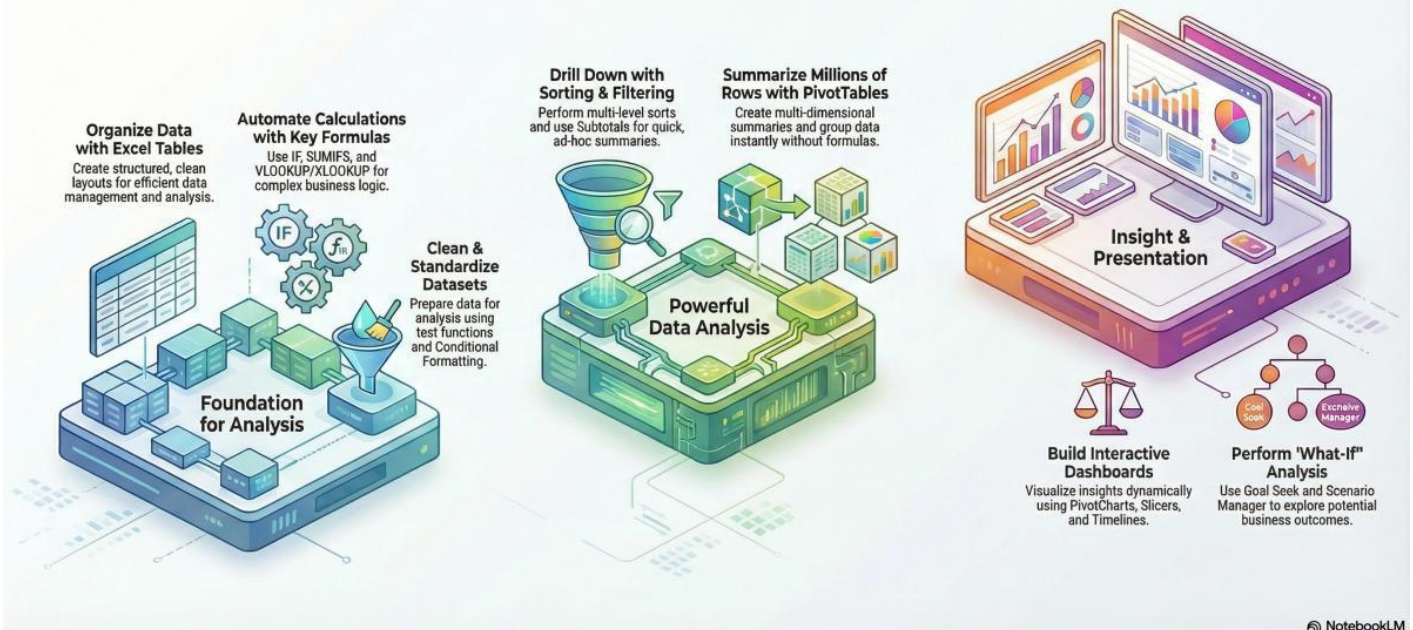 Organize Data
with Excel Tables
Create structured, clean
layouts for efficient data
management and analysis.
Automate Calculations
with Key Formulas
Use IF, SUMIFS, and
VLOOKUP/XLOOKUP for
complex business logic.
IF
Clean &
Standardize
Datasets
Prepare data for
analysis using
test functions
and Conditional
Formatting.
Foundation
for Analysis
Drill Down with
Sorting & Filtering
Perform multi-level sorts
and use Subtotals for quick,
ad-hoc summaries.
Summarize Millions of
Rows with PivotTables
Create multi-dimensional
summaries and group data
instantly without formulas.
Powerful
Data Analysis
Insight &
Presentation
Build Interactive
Dashboards
Visualize insights dynamically
using PivotCharts, Slicers,
and Timelines.
Manager
Perform 'What-If"
Analysis
Use Goal Seek and Scenario
Manager to explore potential
business outcomes.
NotebookLM